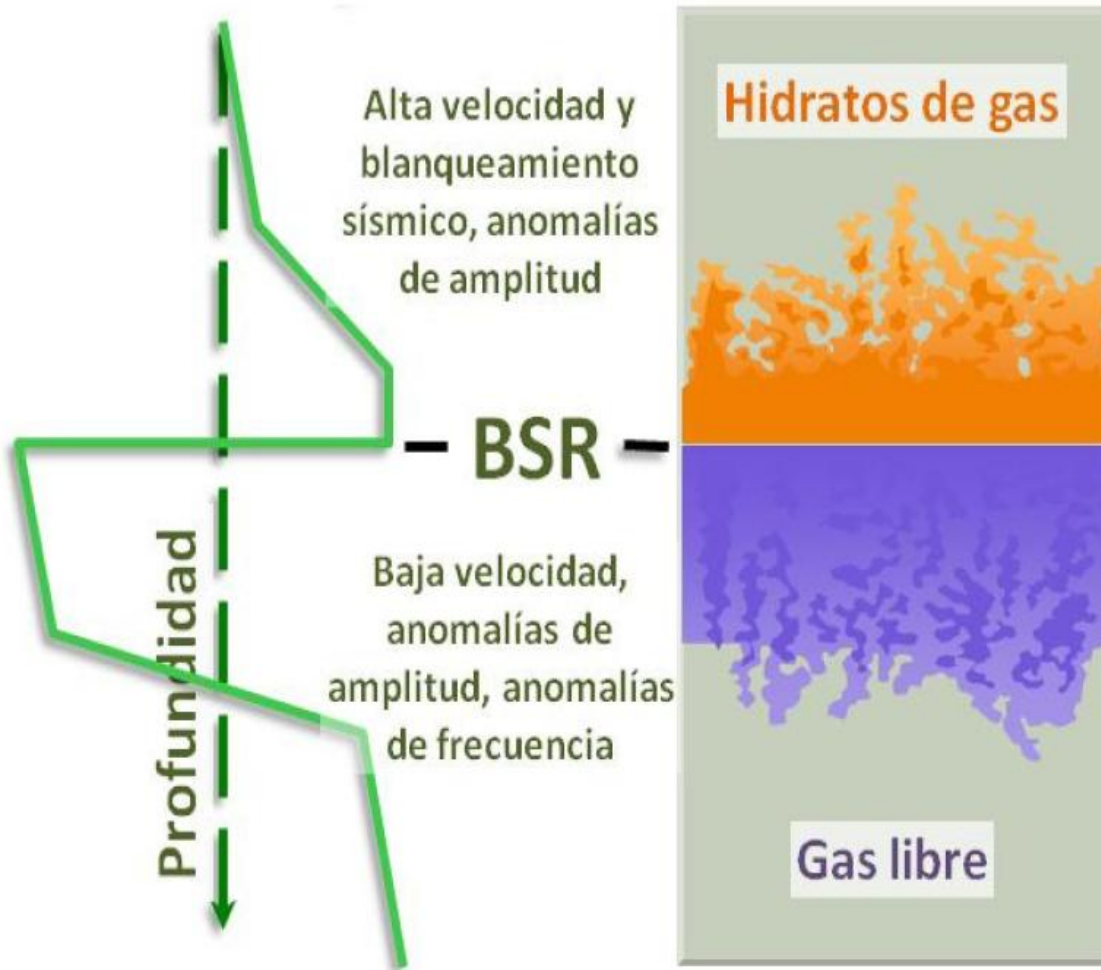 Alta velocidad y
blanqueamiento
sísmico, anomalías
de amplitud
Hidratos de gas
BSR
Profundidad
Baja velocidad,
anomalías de
amplitud, anomalías
de frecuencia
Gas libre